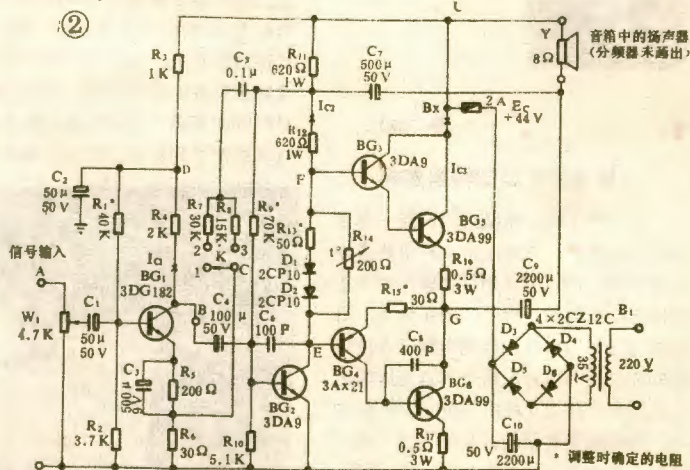 ②
U
R3
1K
C5
0.1μ
R11
620Ω
1W
C7
500μ
50V
Y
8Ω
音箱中的扬声器
(分频器未画出)
Ic2
R12
620Ω
1W
Bx
2A
EC
+44V
C2
50μ
50V
D
R1*
40K
R4
2K
R7
30K
R8
15K
R9*
70K
F
BG3
3DA9
Ic3
BG5
3DA99
信号输入
A
Ic1
BG1
3DG182
2
3
1
C
R13*
50Ω
D1
2CP10
D2
2CP10
t°
R14
200Ω
R16
0.5Ω
3W
C9
2200μ
50V
W1
4.7K
C1
50μ
50V
B
C4
100μ
50V
C6
100P
R15*
30Ω
G
4×2CZ12C
B1
E
C8
400P
D3
D4
D5
D6
35V
220V
C3
500μ
6V
R5
200Ω
BG4
3Ax21
BG6
3DA99
BG2
3DA9
R2
3.7K
R6
30Ω
R10
5.1K
R17
0.5Ω
3W
50V
C10
2200μ
* 调整时确定的电阻